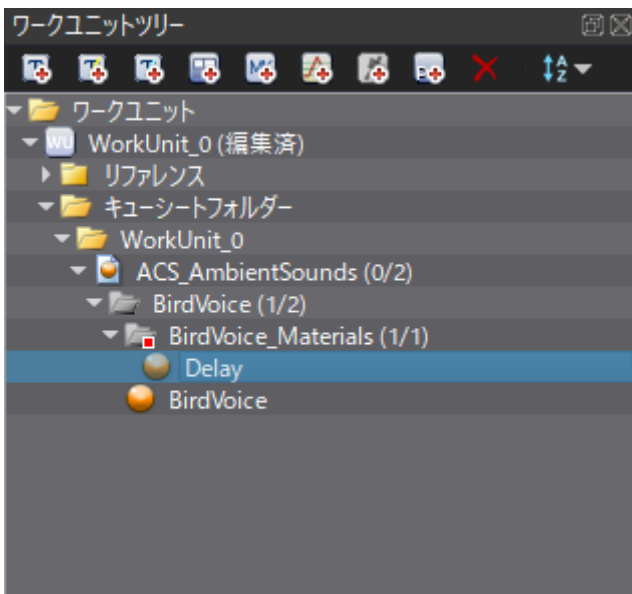 ワークユニットツリー
ワークユニット
WorkUnit_0 (編集済)
リファレンス
キューシートフォルダー
WorkUnit_0
ACS_AmbientSounds (0/2)
BirdVoice (1/2)
BirdVoice_Materials (1/1)
Delay
BirdVoice